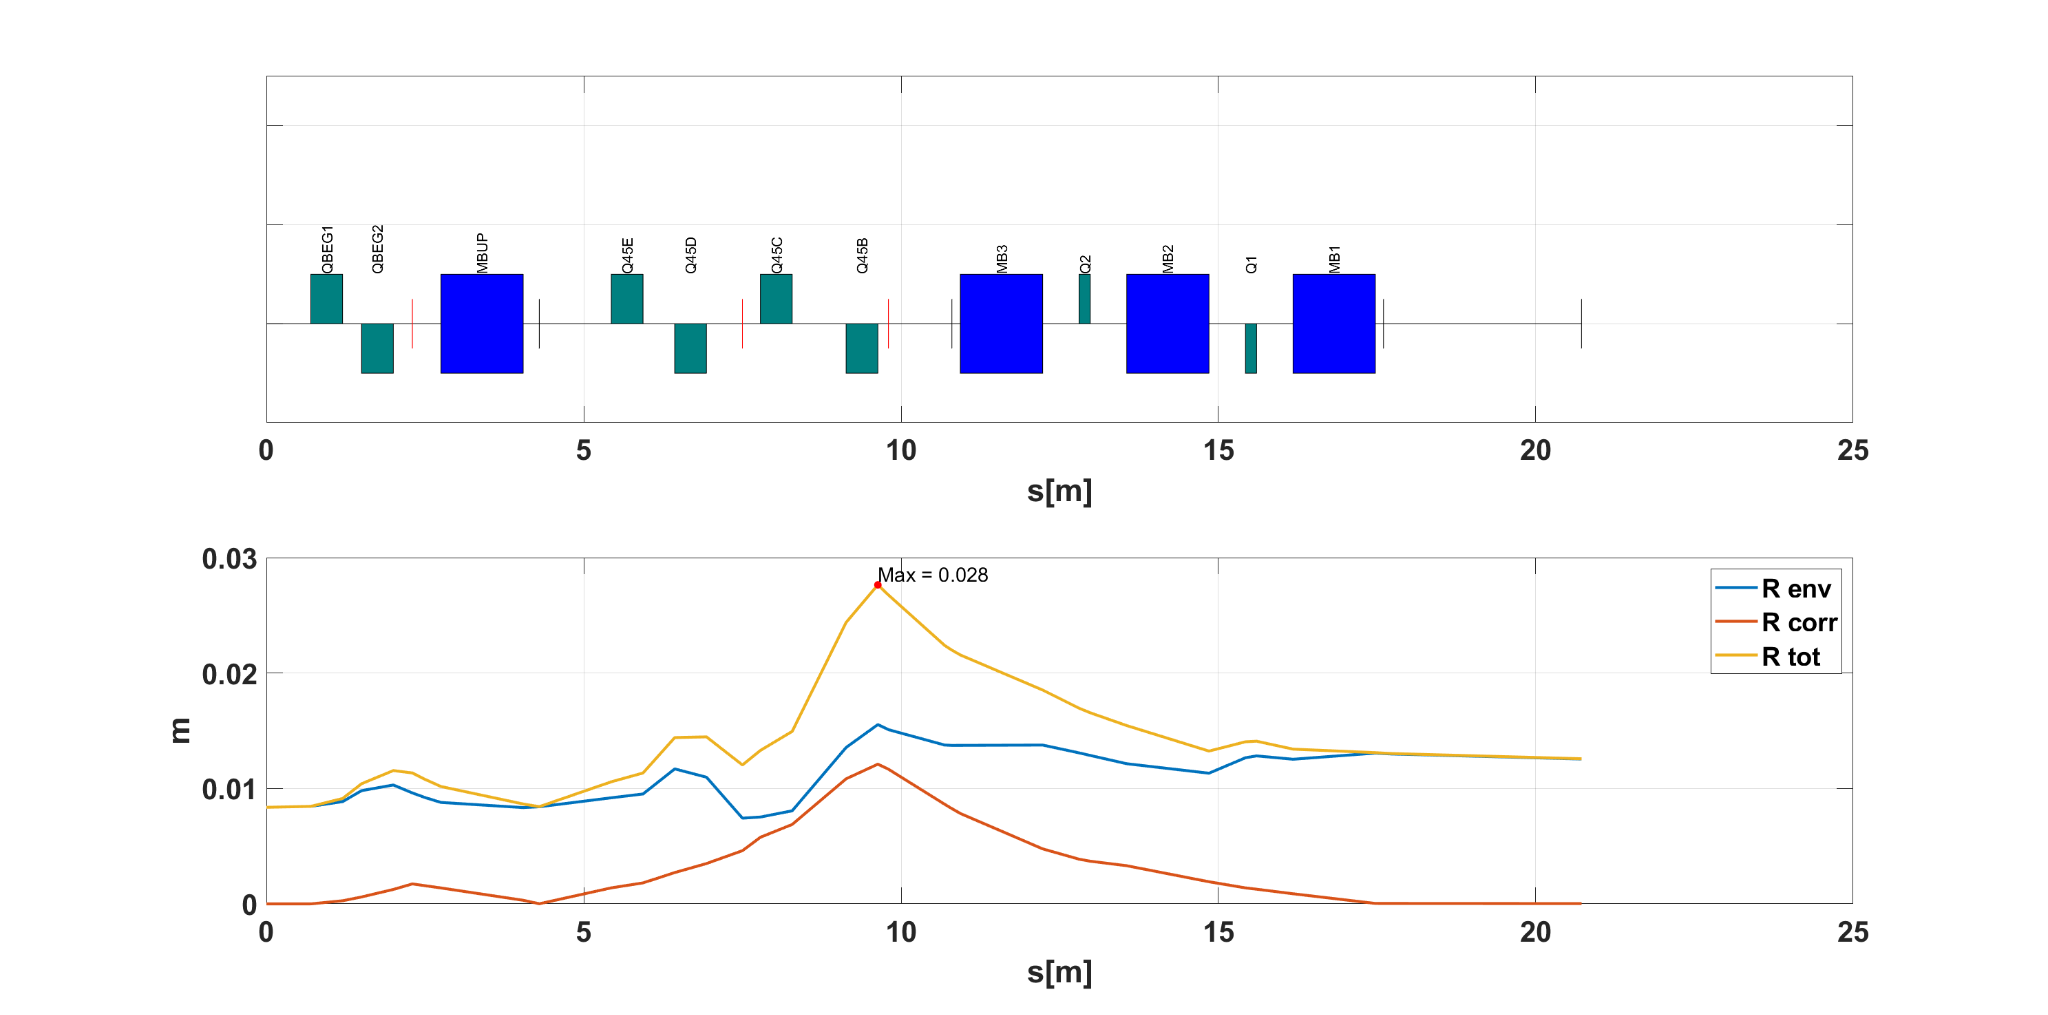 QBEG1 QBEG2 MBUP Q45E Q45D Q45C Q45B MB3 Q2 MB2 Q1 MB1
0 5 10 15 20 25
s[m]
0.03
0.02
0.01
0
m
Max = 0.028
R env
R corr
R tot
0 5 10 15 20 25
s[m]